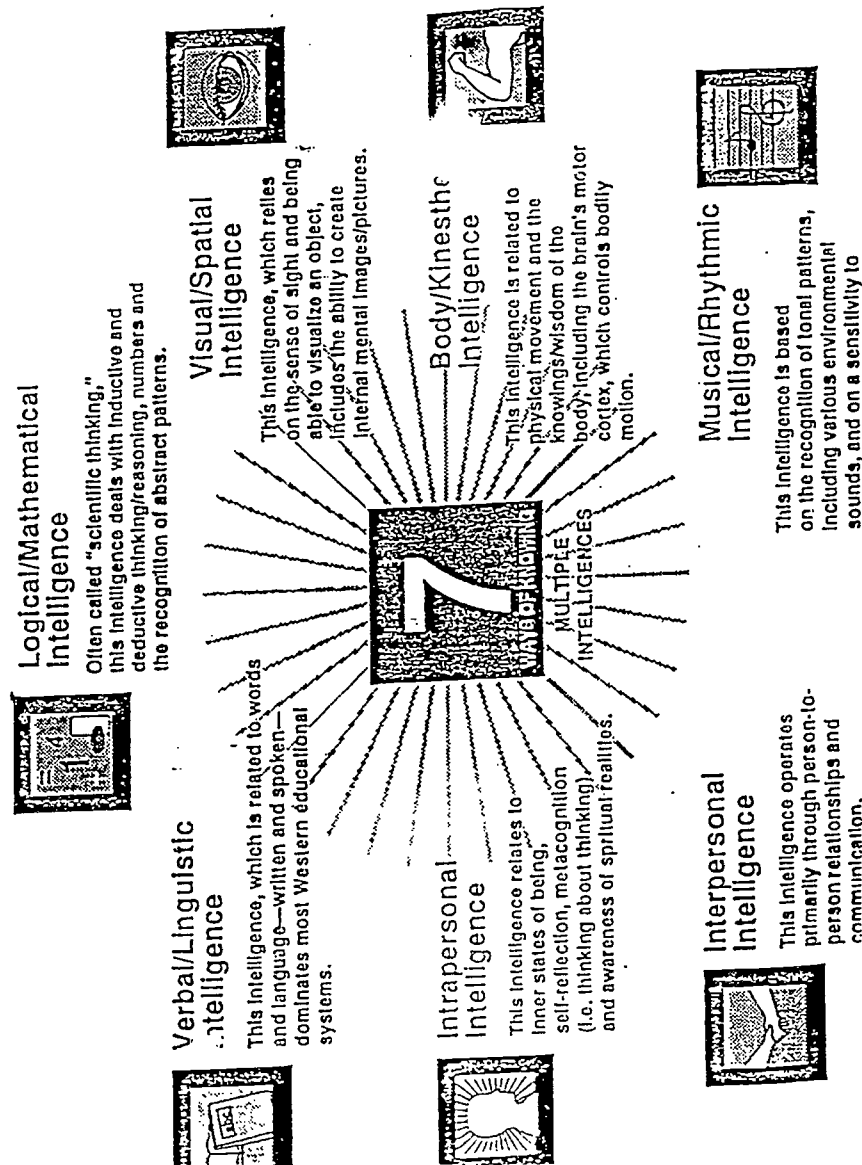 Logical/Mathematical
Intelligence
Often called "scientific thinking,"
this intelligence deals with inductive and
deductive thinking/reasoning, numbers and
the recognition of abstract patterns.
Verbal/Linguistic
ntelligence
This intelligence, which is related to words
and language—written and spoken—
dominates most Western educational
systems.
Visual/Spatial
Intelligence
This intelligence, which relies
on the sense of sight and being
able to visualize an object,
includes the ability to create
internal mental images/pictures.
7
WAYS OF KNOWING
MULTIPLE
INTELLIGENCES
Intrapersonal
Intelligence
This intelligence relates to
inner states of being,
self-reflection, metacognition
(i.e. thinking about thinking),
and awareness of spritual realities.
Body/Kinesthe
Intelligence
This intelligence is related to
physical movement and the
knowings/wisdom of the
body, including the brain's motor
cortex, which controls bodily
motion.
Interpersonal
Intelligence
This intelligence operates
primarily through person-to-
person relationships and
communication.
Musical/Rhythmic
Intelligence
This intelligence is based
on the recognition of tonal patterns,
including various environmental
sounds, and on a sensitivity to
abc